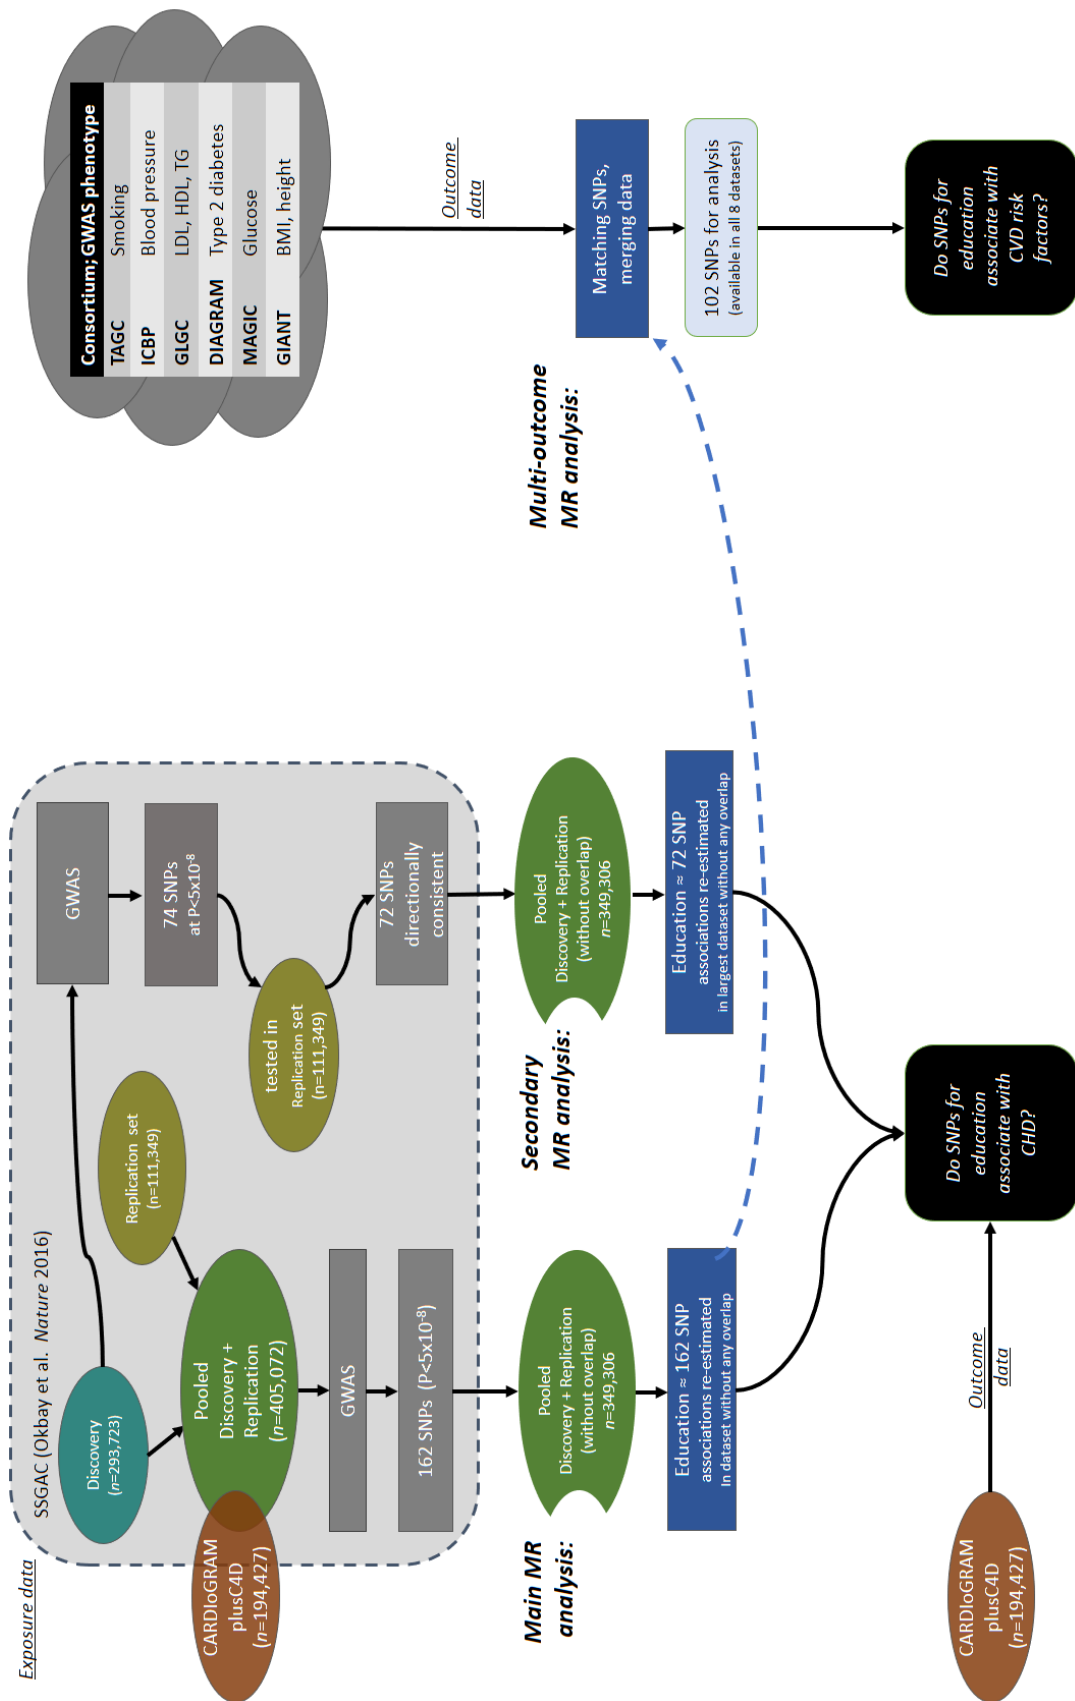 Exposure data
SSGAC (Okbay et al. Nature 2016)
Discovery
(n=293,723)
Replication set
(n=111,349)
GWAS
CARDIoGRAM
plusC4D
(n=194,427)
Pooled
Discovery +
Replication
(n=405,072)
74 SNPs
at P<5x10-8
tested in
Replication set
(n=111,349)
GWAS
162 SNPs (P<5x10-8)
72 SNPs
directionally
consistent
Main MR
analysis:
Pooled
Discovery + Replication
(without overlap)
n=349,306
Secondary
MR analysis:
Pooled
Discovery + Replication
(without overlap)
n=349,306
Education ≈ 162 SNP
associations re-estimated
In dataset without any overlap
Education ≈ 72 SNP
associations re-estimated
in largest dataset without any overlap
CARDIoGRAM
plusC4D
(n=194,427)
Outcome
data
Do SNPs for
education
associate with
CHD?
Consortium; GWAS phenotype
TAGC Smoking
ICBP Blood pressure
GLGC LDL, HDL, TG
DIAGRAM Type 2 diabetes
MAGIC Glucose
GIANT BMI, height
Outcome
data
Multi-outcome
MR analysis:
Matching SNPs,
merging data
102 SNPs for analysis
(available in all 8 datasets)
Do SNPs for
education
associate with
CVD risk
factors?